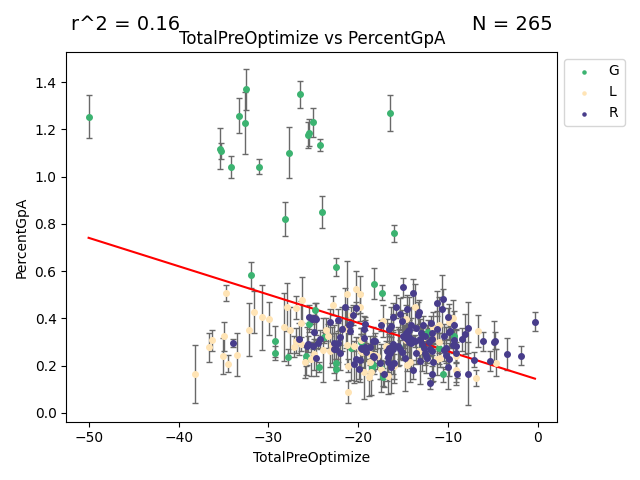 r^2 = 0.16
N = 265
TotalPreOptimize vs PercentGpA
G
L
R
PercentGpA
1.4
1.2
1.0
0.8
0.6
0.4
0.2
0.0
−50
−40
−30
−20
−10
0
TotalPreOptimize